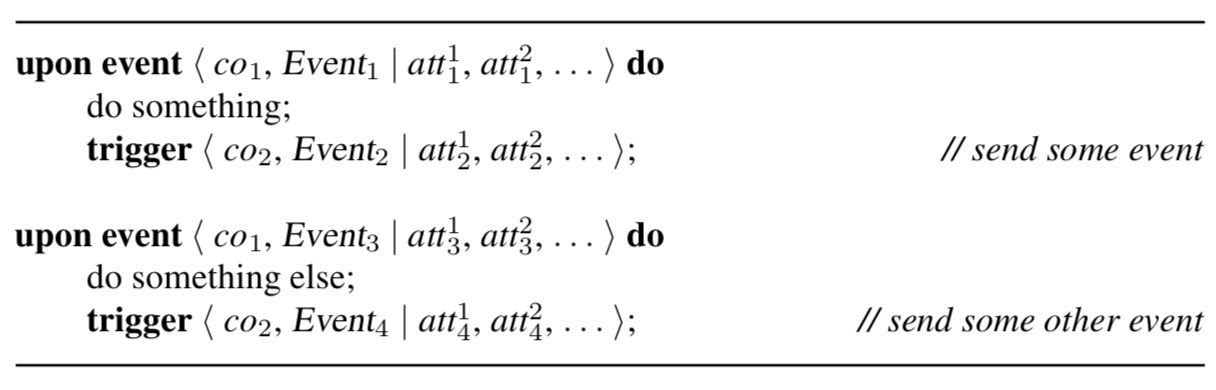 upon event ⟨ co₁, Event₁ | att₁¹, att₁², . . . ⟩ do
do something;
trigger ⟨ co₂, Event₂ | att₂¹, att₂², . . . ⟩; // send some event
upon event ⟨ co₁, Event₃ | att₃¹, att₃², . . . ⟩ do
do something else;
trigger ⟨ co₂, Event₄ | att₄¹, att₄², . . . ⟩; // send some other event